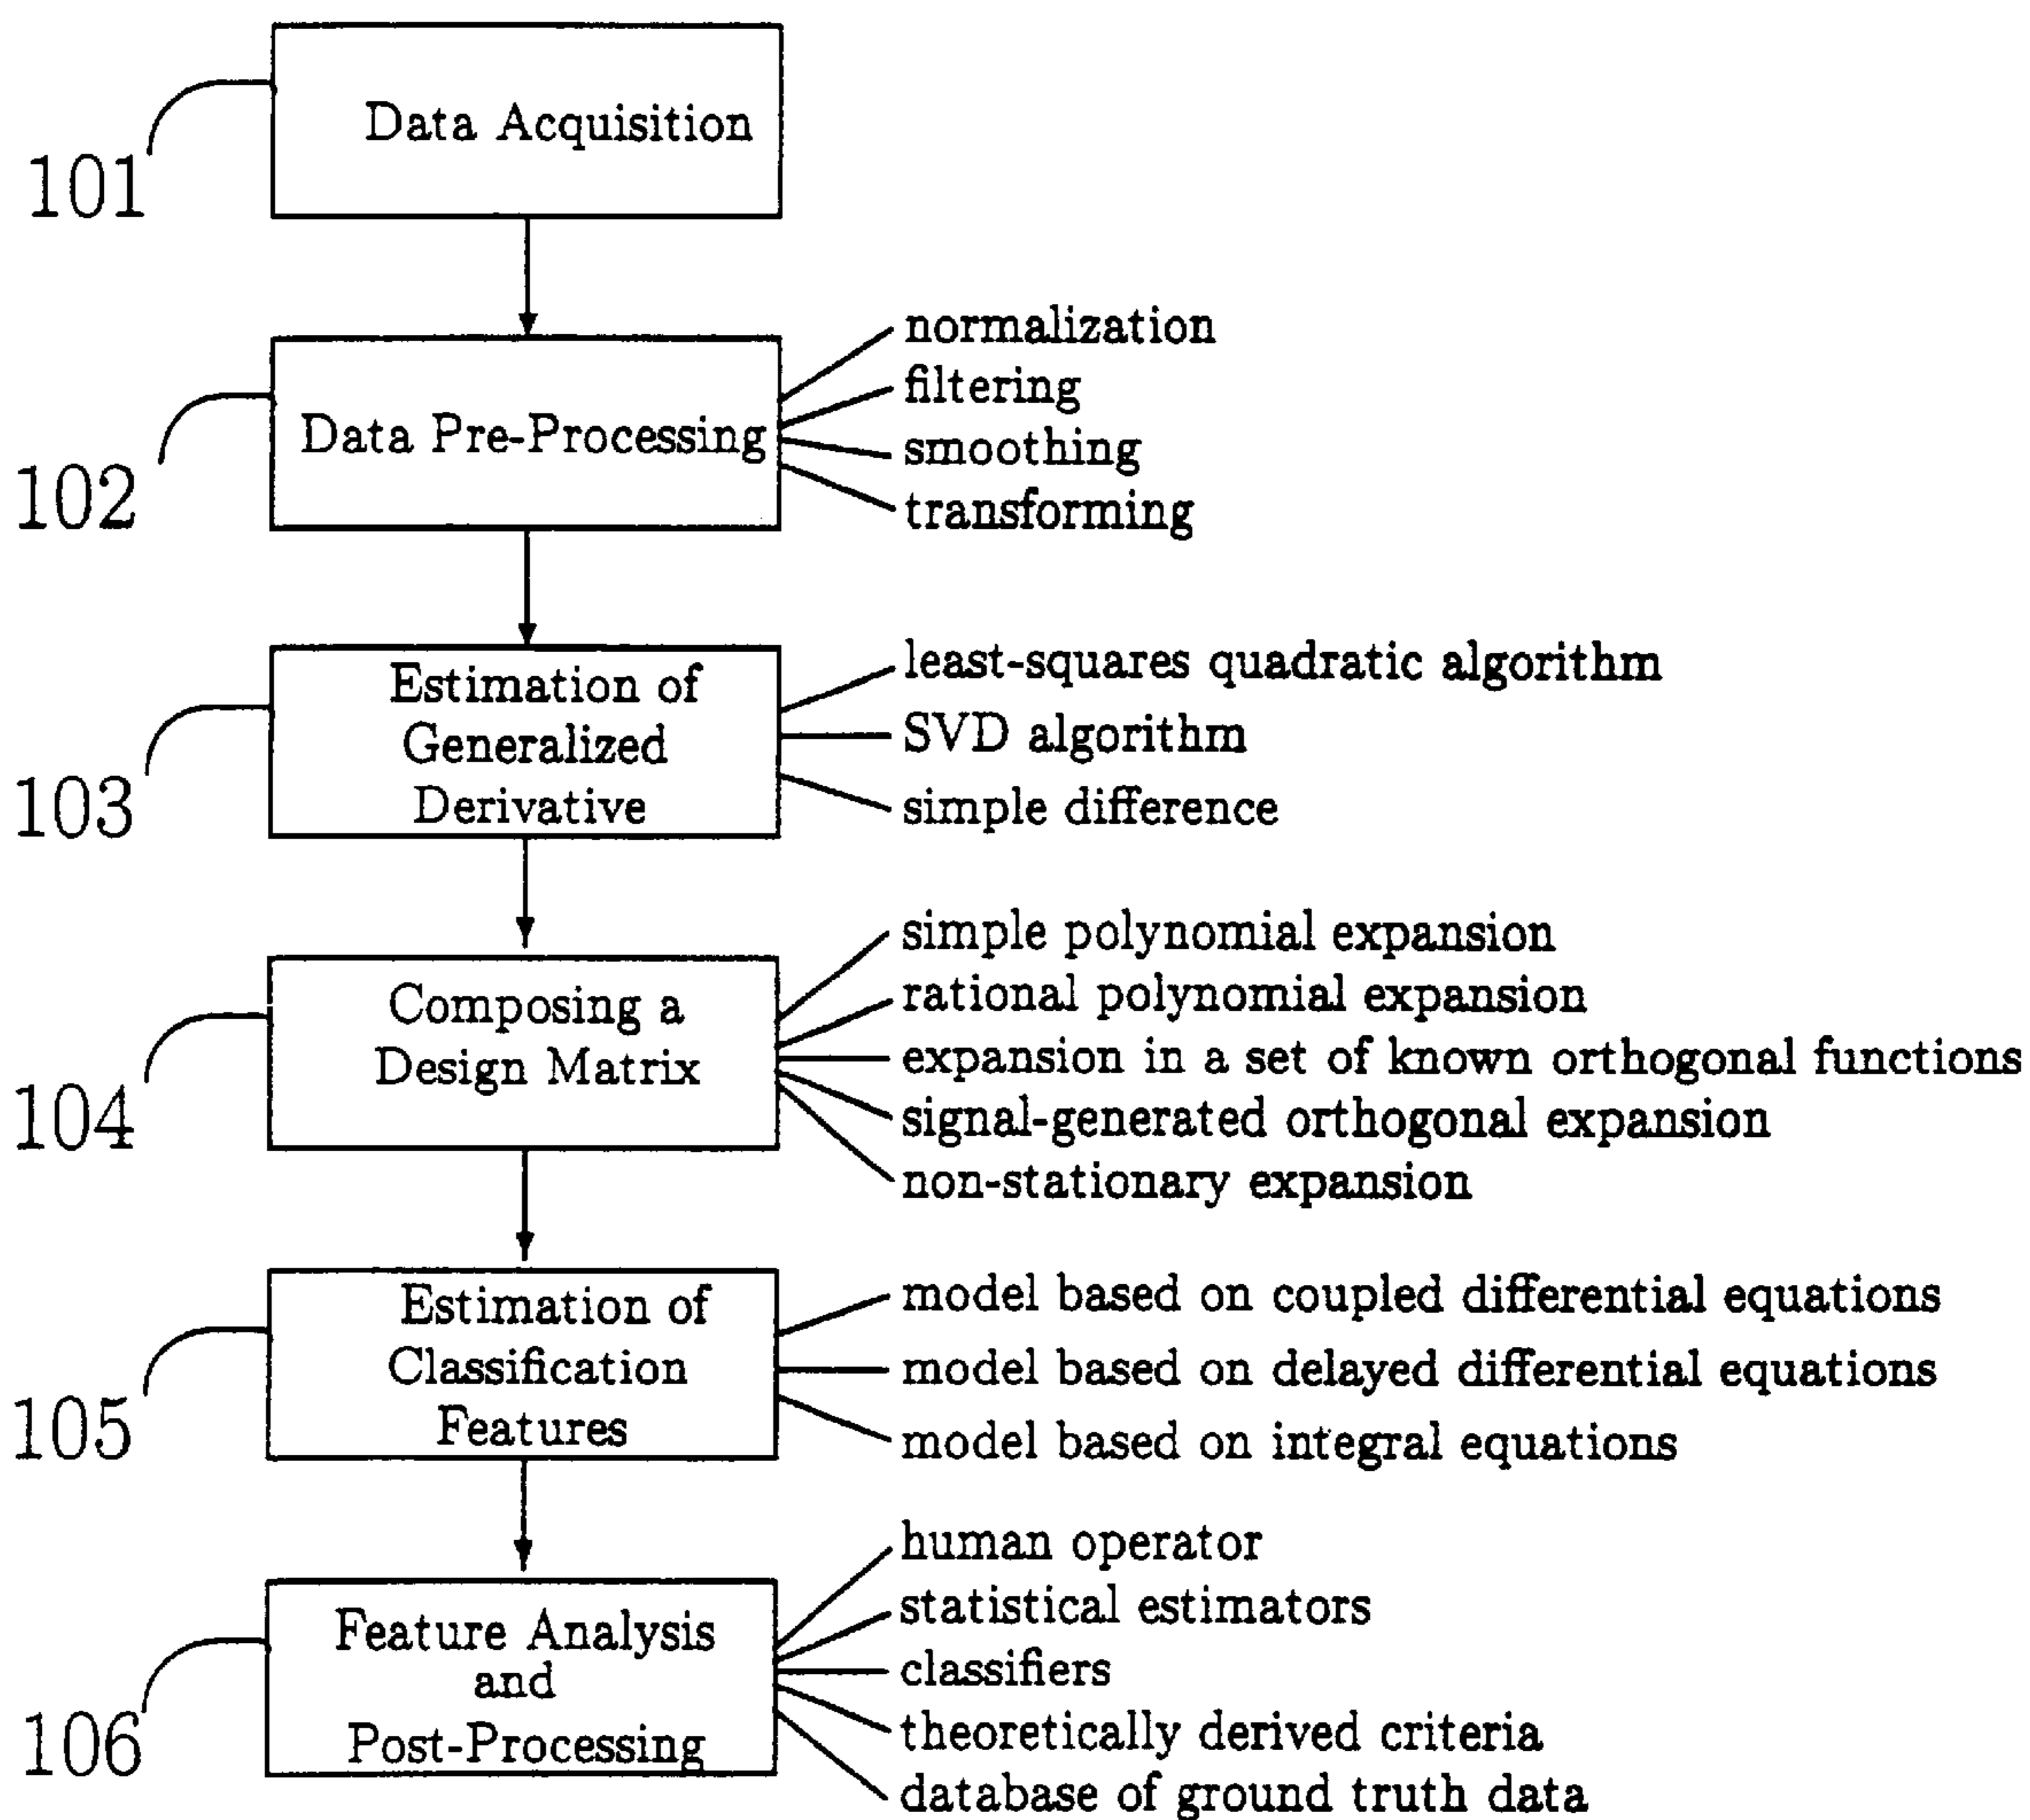 101
Data Acquisition
102
Data Pre-Processing
normalization
filtering
smoothing
transforming
103
Estimation of
Generalized
Derivative
least-squares quadratic algorithm
SVD algorithm
simple difference
104
Composing a
Design Matrix
simple polynomial expansion
rational polynomial expansion
expansion in a set of known orthogonal functions
signal-generated orthogonal expansion
non-stationary expansion
105
Estimation of
Classification
Features
model based on coupled differential equations
model based on delayed differential equations
model based on integral equations
106
Feature Analysis
and
Post-Processing
human operator
statistical estimators
classifiers
theoretically derived criteria
database of ground truth data